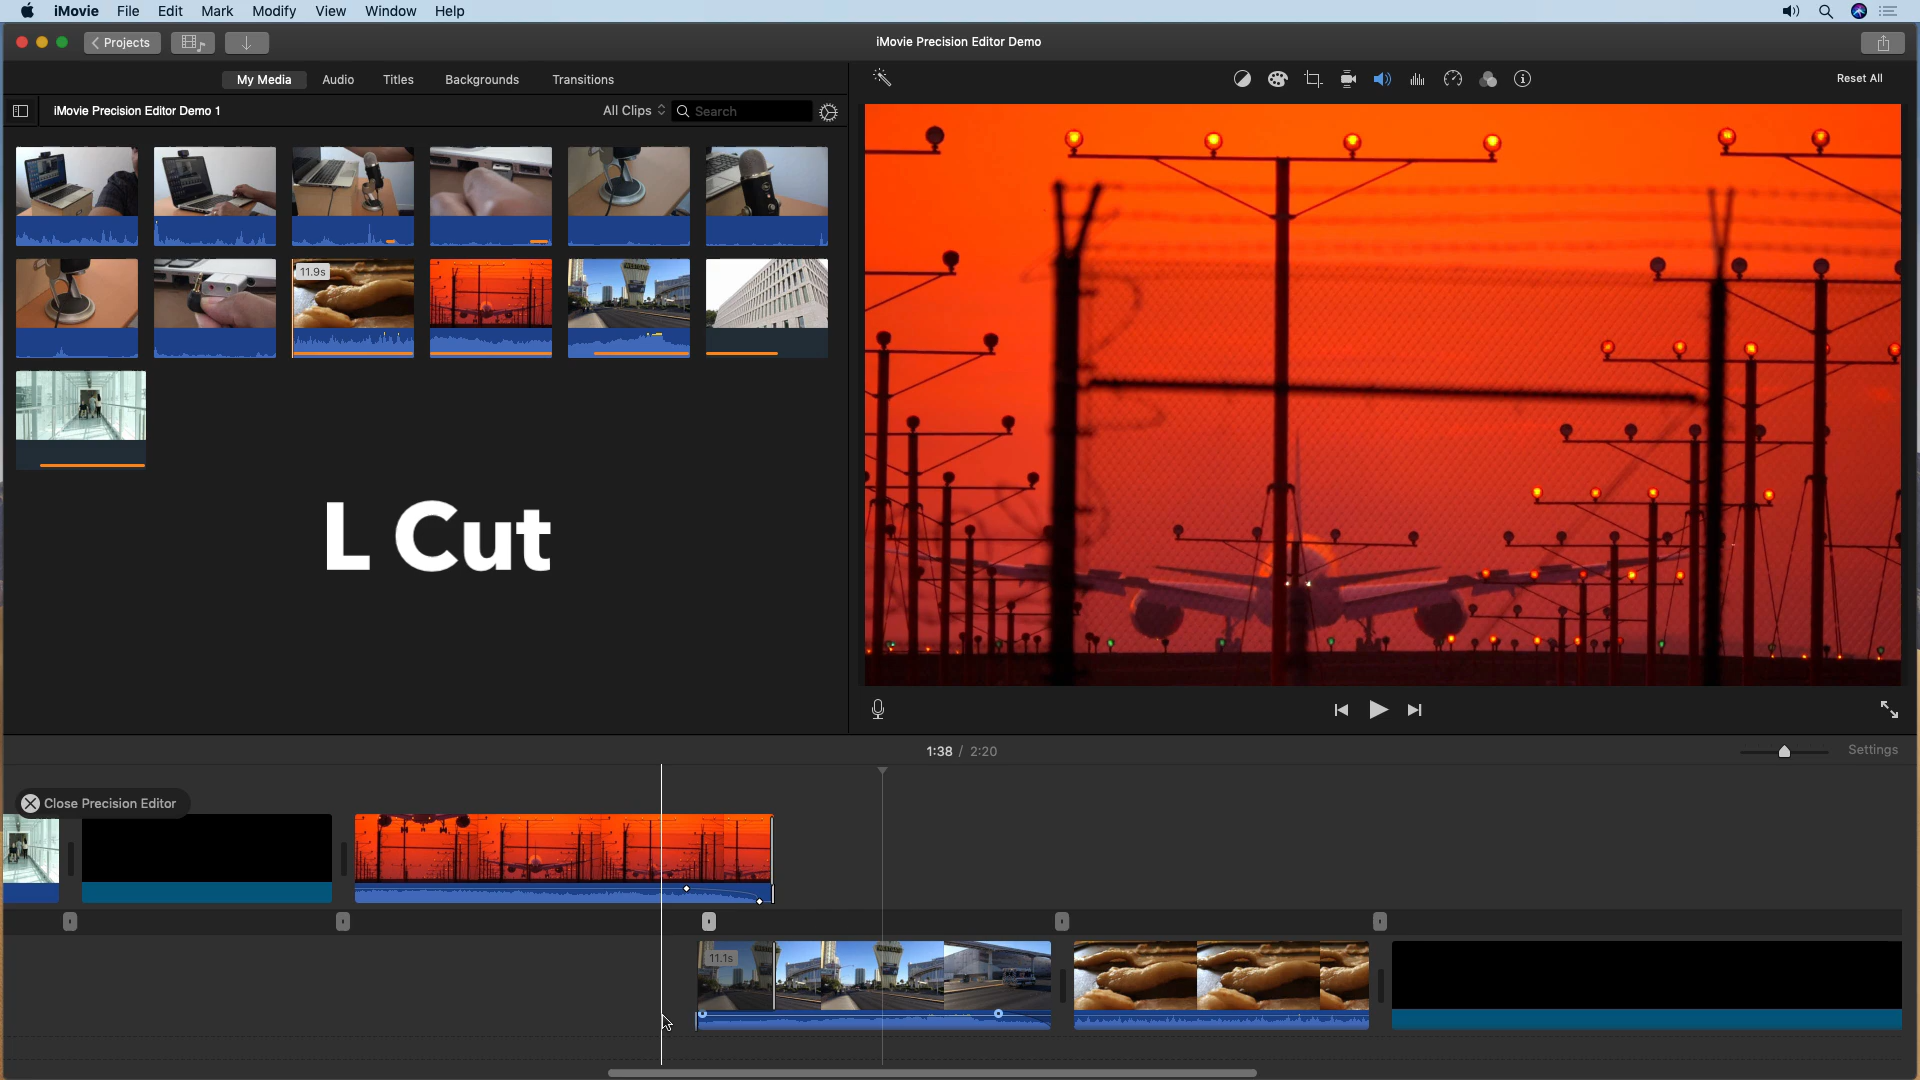 iMovie File Edit Mark Modify View Window Help
Projects
iMovie Precision Editor Demo
My Media Audio Titles Backgrounds Transitions
Reset All
iMovie Precision Editor Demo 1
All Clips
Search
11.9s
L Cut
1:38 / 2:20
Settings
Close Precision Editor
11.1s